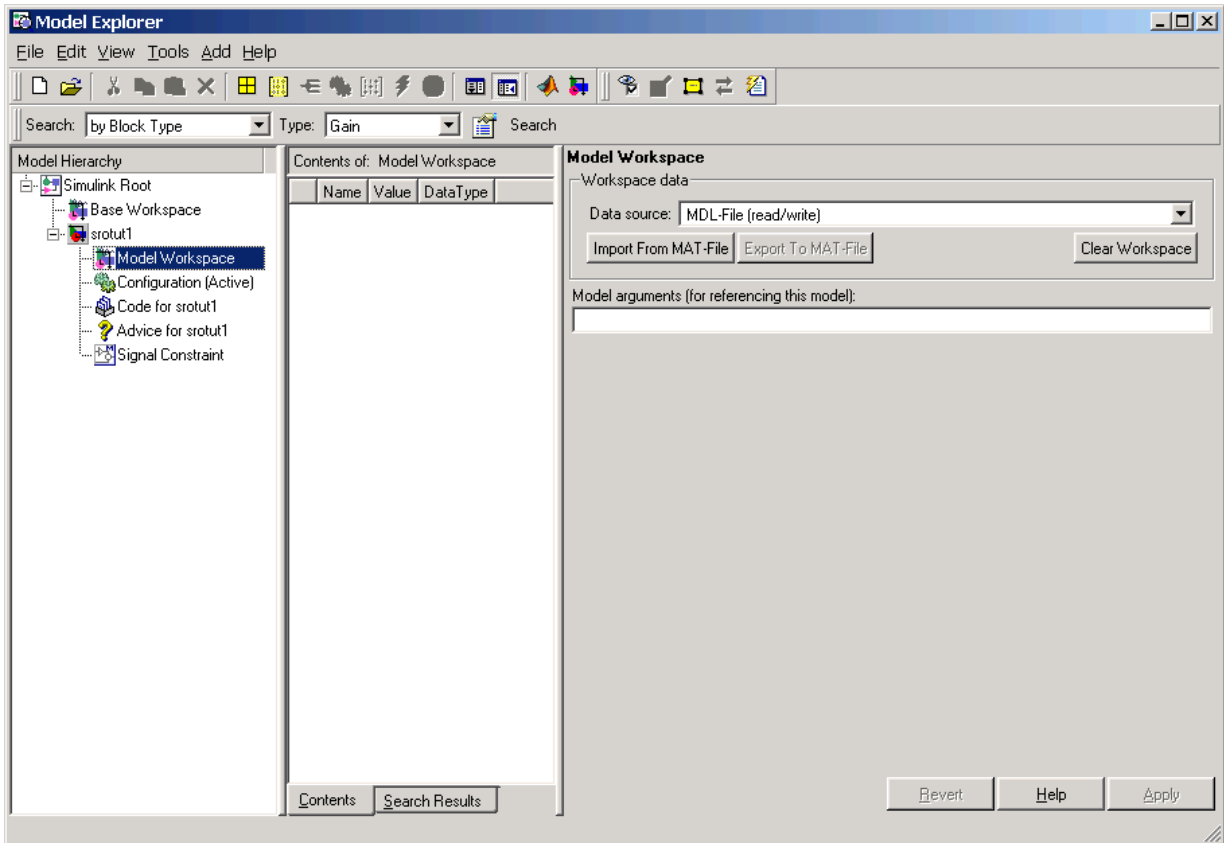 Model Explorer
File Edit View Tools Add Help
Search: by Block Type Type: Gain Search
Model Hierarchy
Simulink Root
Base Workspace
srotut1
Model Workspace
Configuration (Active)
Code for srotut1
Advice for srotut1
Signal Constraint
Contents of: Model Workspace
Name Value DataType
Contents Search Results
Model Workspace
Workspace data
Data source: MDL-File (read/write)
Import From MAT-File Export To MAT-File Clear Workspace
Model arguments (for referencing this model):
Revert Help Apply